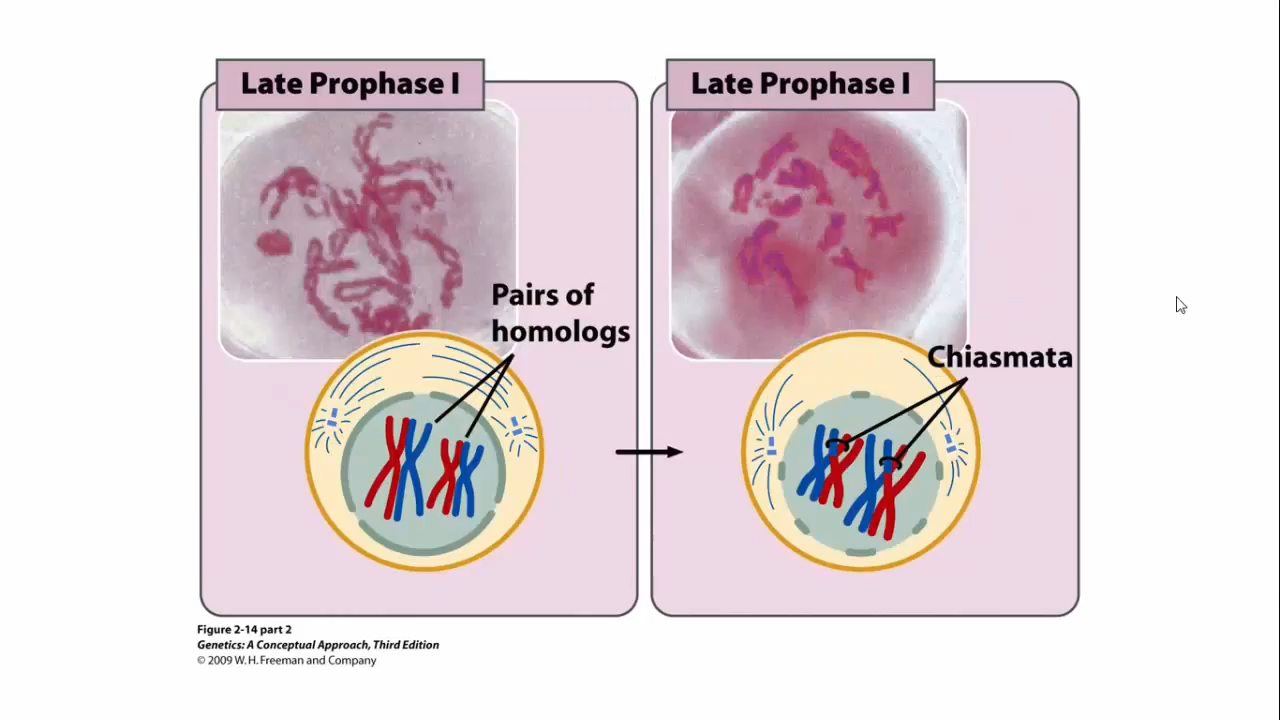 Late Prophase I
Pairs of
homologs
Late Prophase I
Chiasmata
Figure 2-14 part 2
Genetics: A Conceptual Approach, Third Edition
© 2009 W. H. Freeman and Company